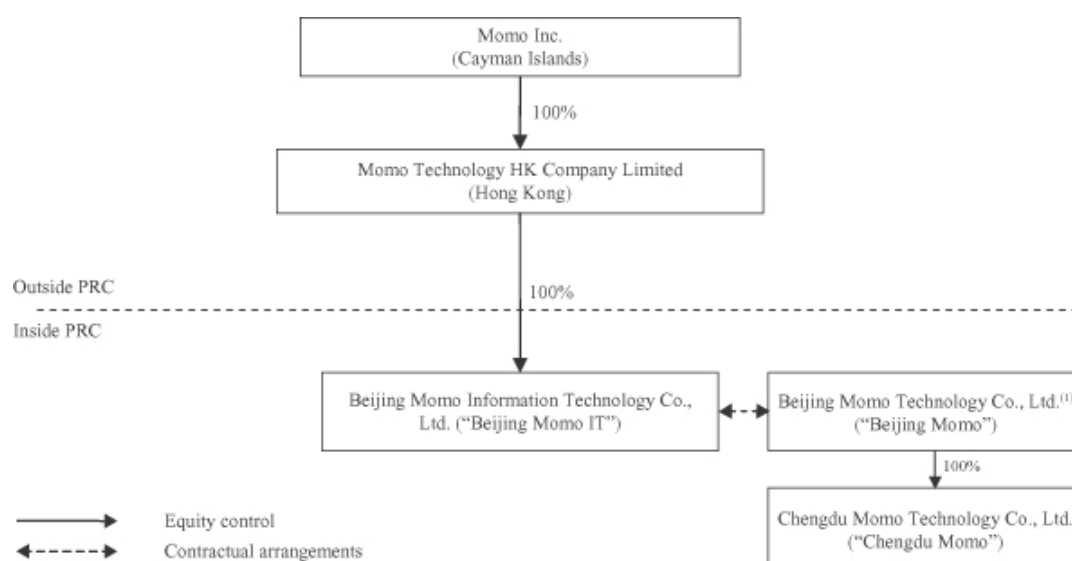 Momo Inc.
(Cayman Islands)
100%
Momo Technology HK Company Limited
(Hong Kong)
Outside PRC
100%
Inside PRC
Beijing Momo Information Technology Co.,
Ltd. (“Beijing Momo IT”)
Beijing Momo Technology Co., Ltd.(1)
(“Beijing Momo”)
100%
Chengdu Momo Technology Co., Ltd.
(“Chengdu Momo”)
Equity control
Contractual arrangements